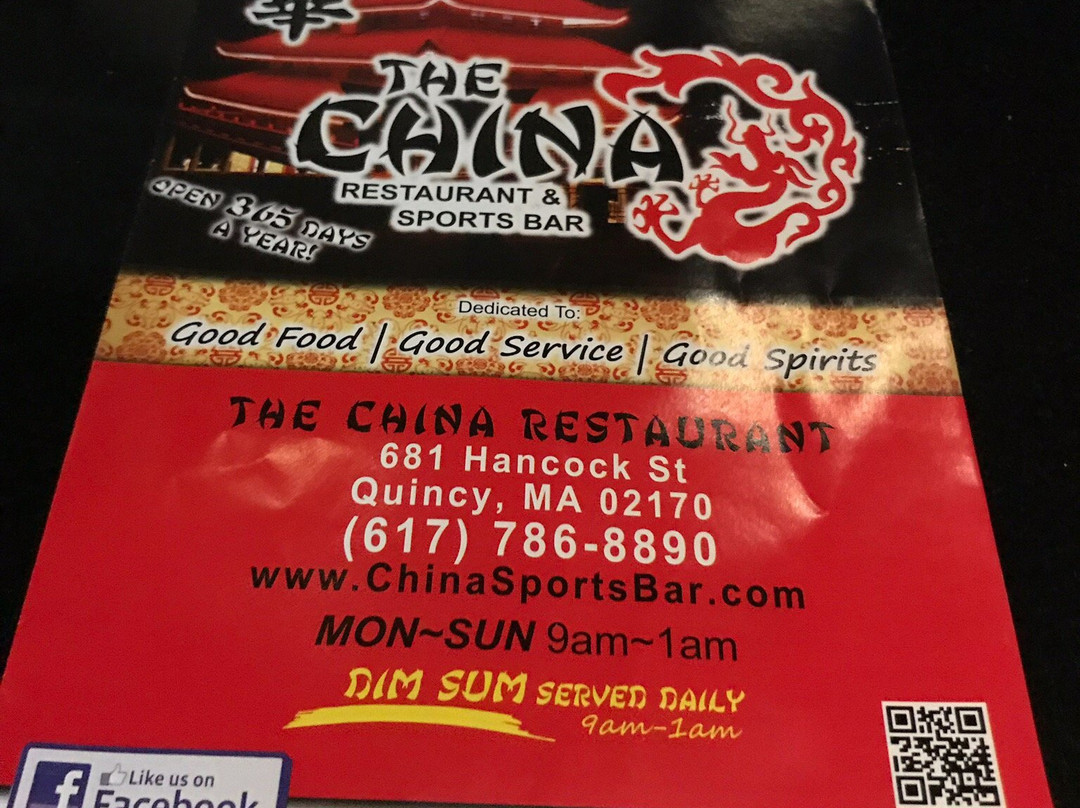 華
THE
CHINA
RESTAURANT &
SPORTS BAR
OPEN 365 DAYS
A YEAR!
Dedicated To:
Good Food | Good Service | Good Spirits
THE CHINA RESTAURANT
681 Hancock St
Quincy, MA 02170
(617) 786-8890
www.ChinaSportsBar.com
MON~SUN 9am~1am
DIM SUM SERVED DAILY
9am-1am
f Like us on
Facebook